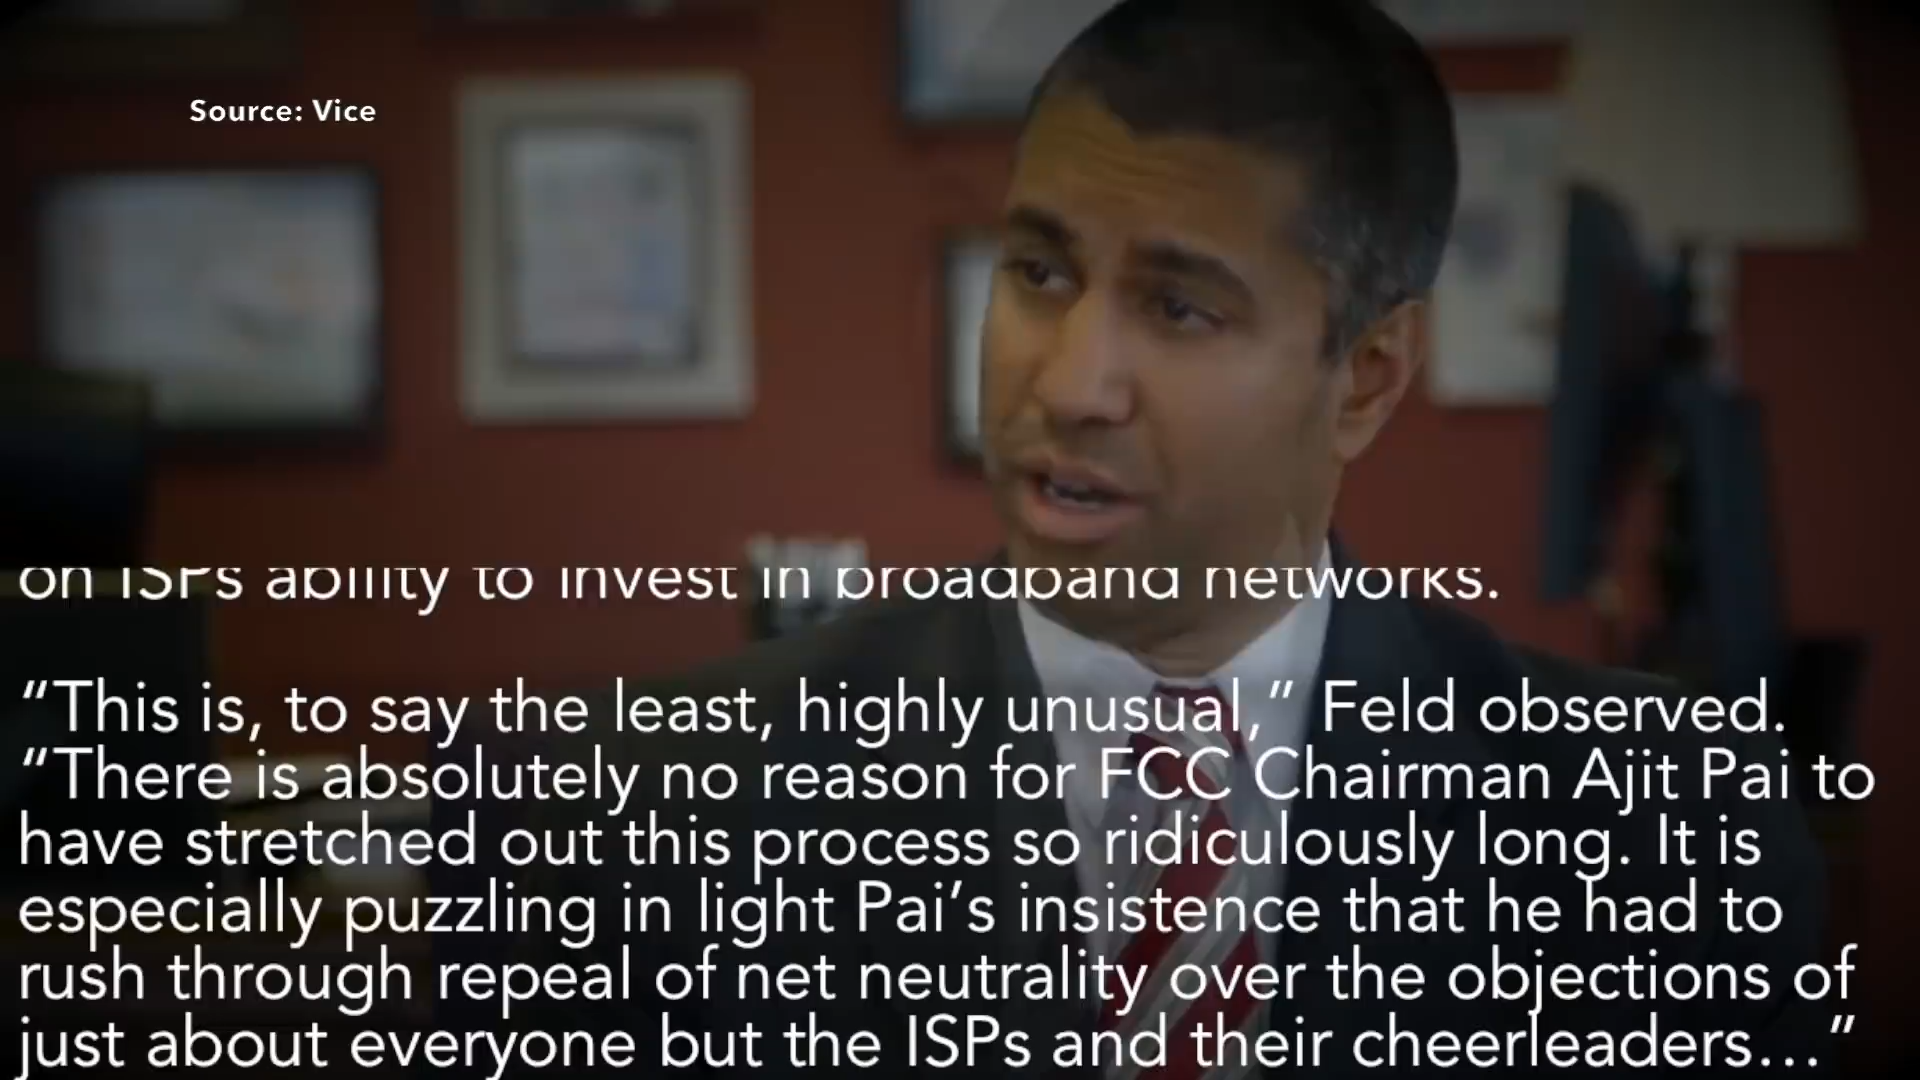 Source: Vice
on ISPs ability to invest in broadband networks.
“This is, to say the least, highly unusual,” Feld observed.
“There is absolutely no reason for FCC Chairman Ajit Pai to
have stretched out this process so ridiculously long. It is
especially puzzling in light Pai’s insistence that he had to
rush through repeal of net neutrality over the objections of
just about everyone but the ISPs and their cheerleaders…”